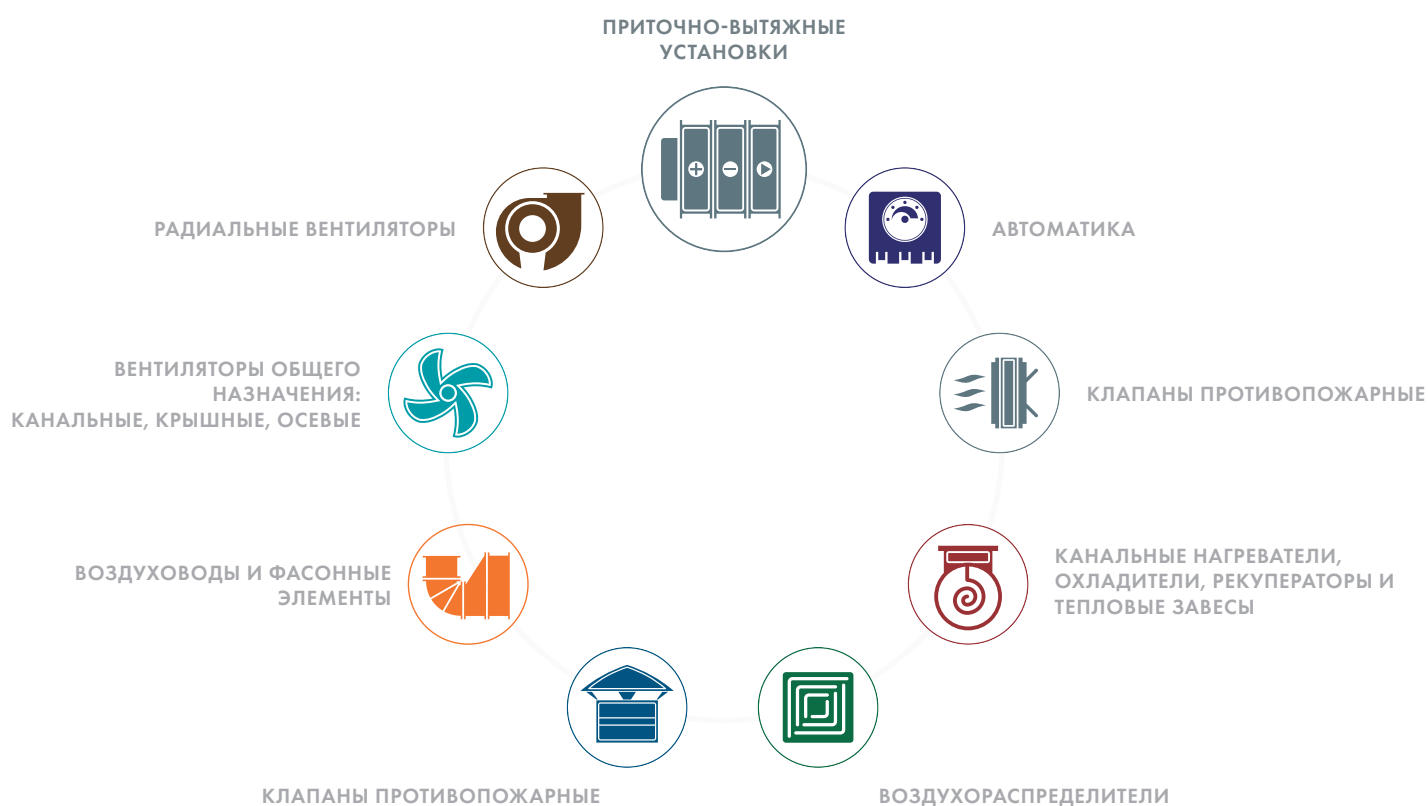 ПРИТОЧНО-ВЫТЯЖНЫЕ
УСТАНОВКИ
РАДИАЛЬНЫЕ ВЕНТИЛЯТОРЫ
АВТОМАТИКА
ВЕНТИЛЯТОРЫ ОБЩЕГО
НАЗНАЧЕНИЯ:
КАНАЛЬНЫЕ, КРЫШНЫЕ, ОСЕВЫЕ
КЛАПАНЫ ПРОТИВОПОЖАРНЫЕ
ВОЗДУХОВОДЫ И ФАСОННЫЕ
ЭЛЕМЕНТЫ
КАНАЛЬНЫЕ НАГРЕВАТЕЛИ,
ОХЛАДИТЕЛИ, РЕКУПЕРАТОРЫ И
ТЕПЛОВЫЕ ЗАВЕСЫ
КЛАПАНЫ ПРОТИВОПОЖАРНЫЕ
ВОЗДУХОРАСПРЕДЕЛИТЕЛИ